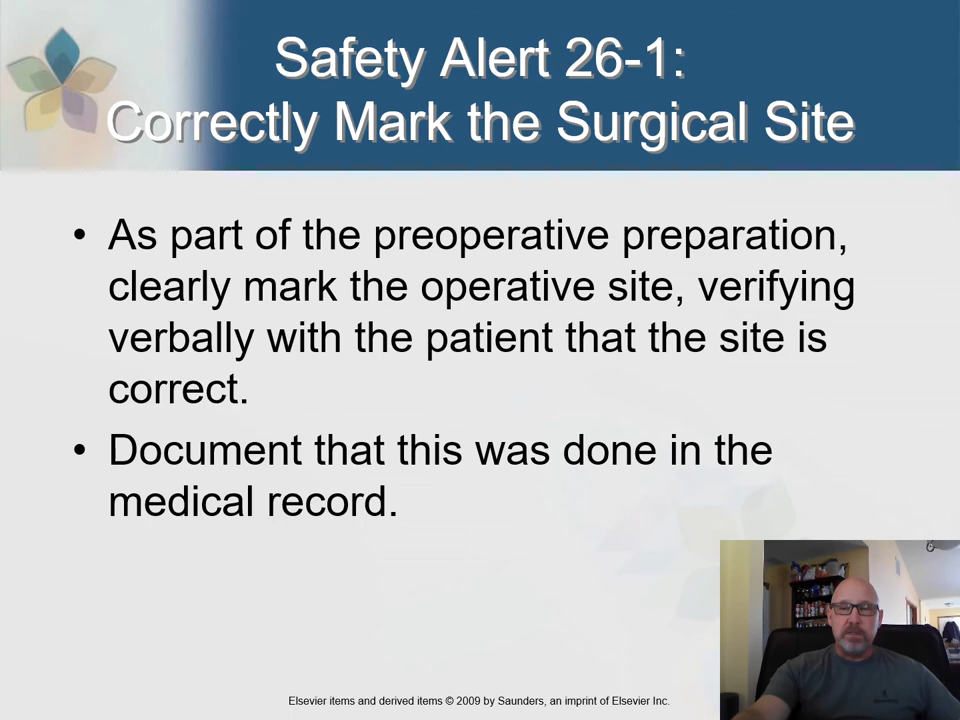 Safety Alert 26-1:
Correctly Mark the Surgical Site
• As part of the preoperative preparation,
clearly mark the operative site, verifying
verbally with the patient that the site is
correct.
• Document that this was done in the
medical record.
Elsevier items and derived items © 2009 by Saunders, an imprint of Elsevier Inc.